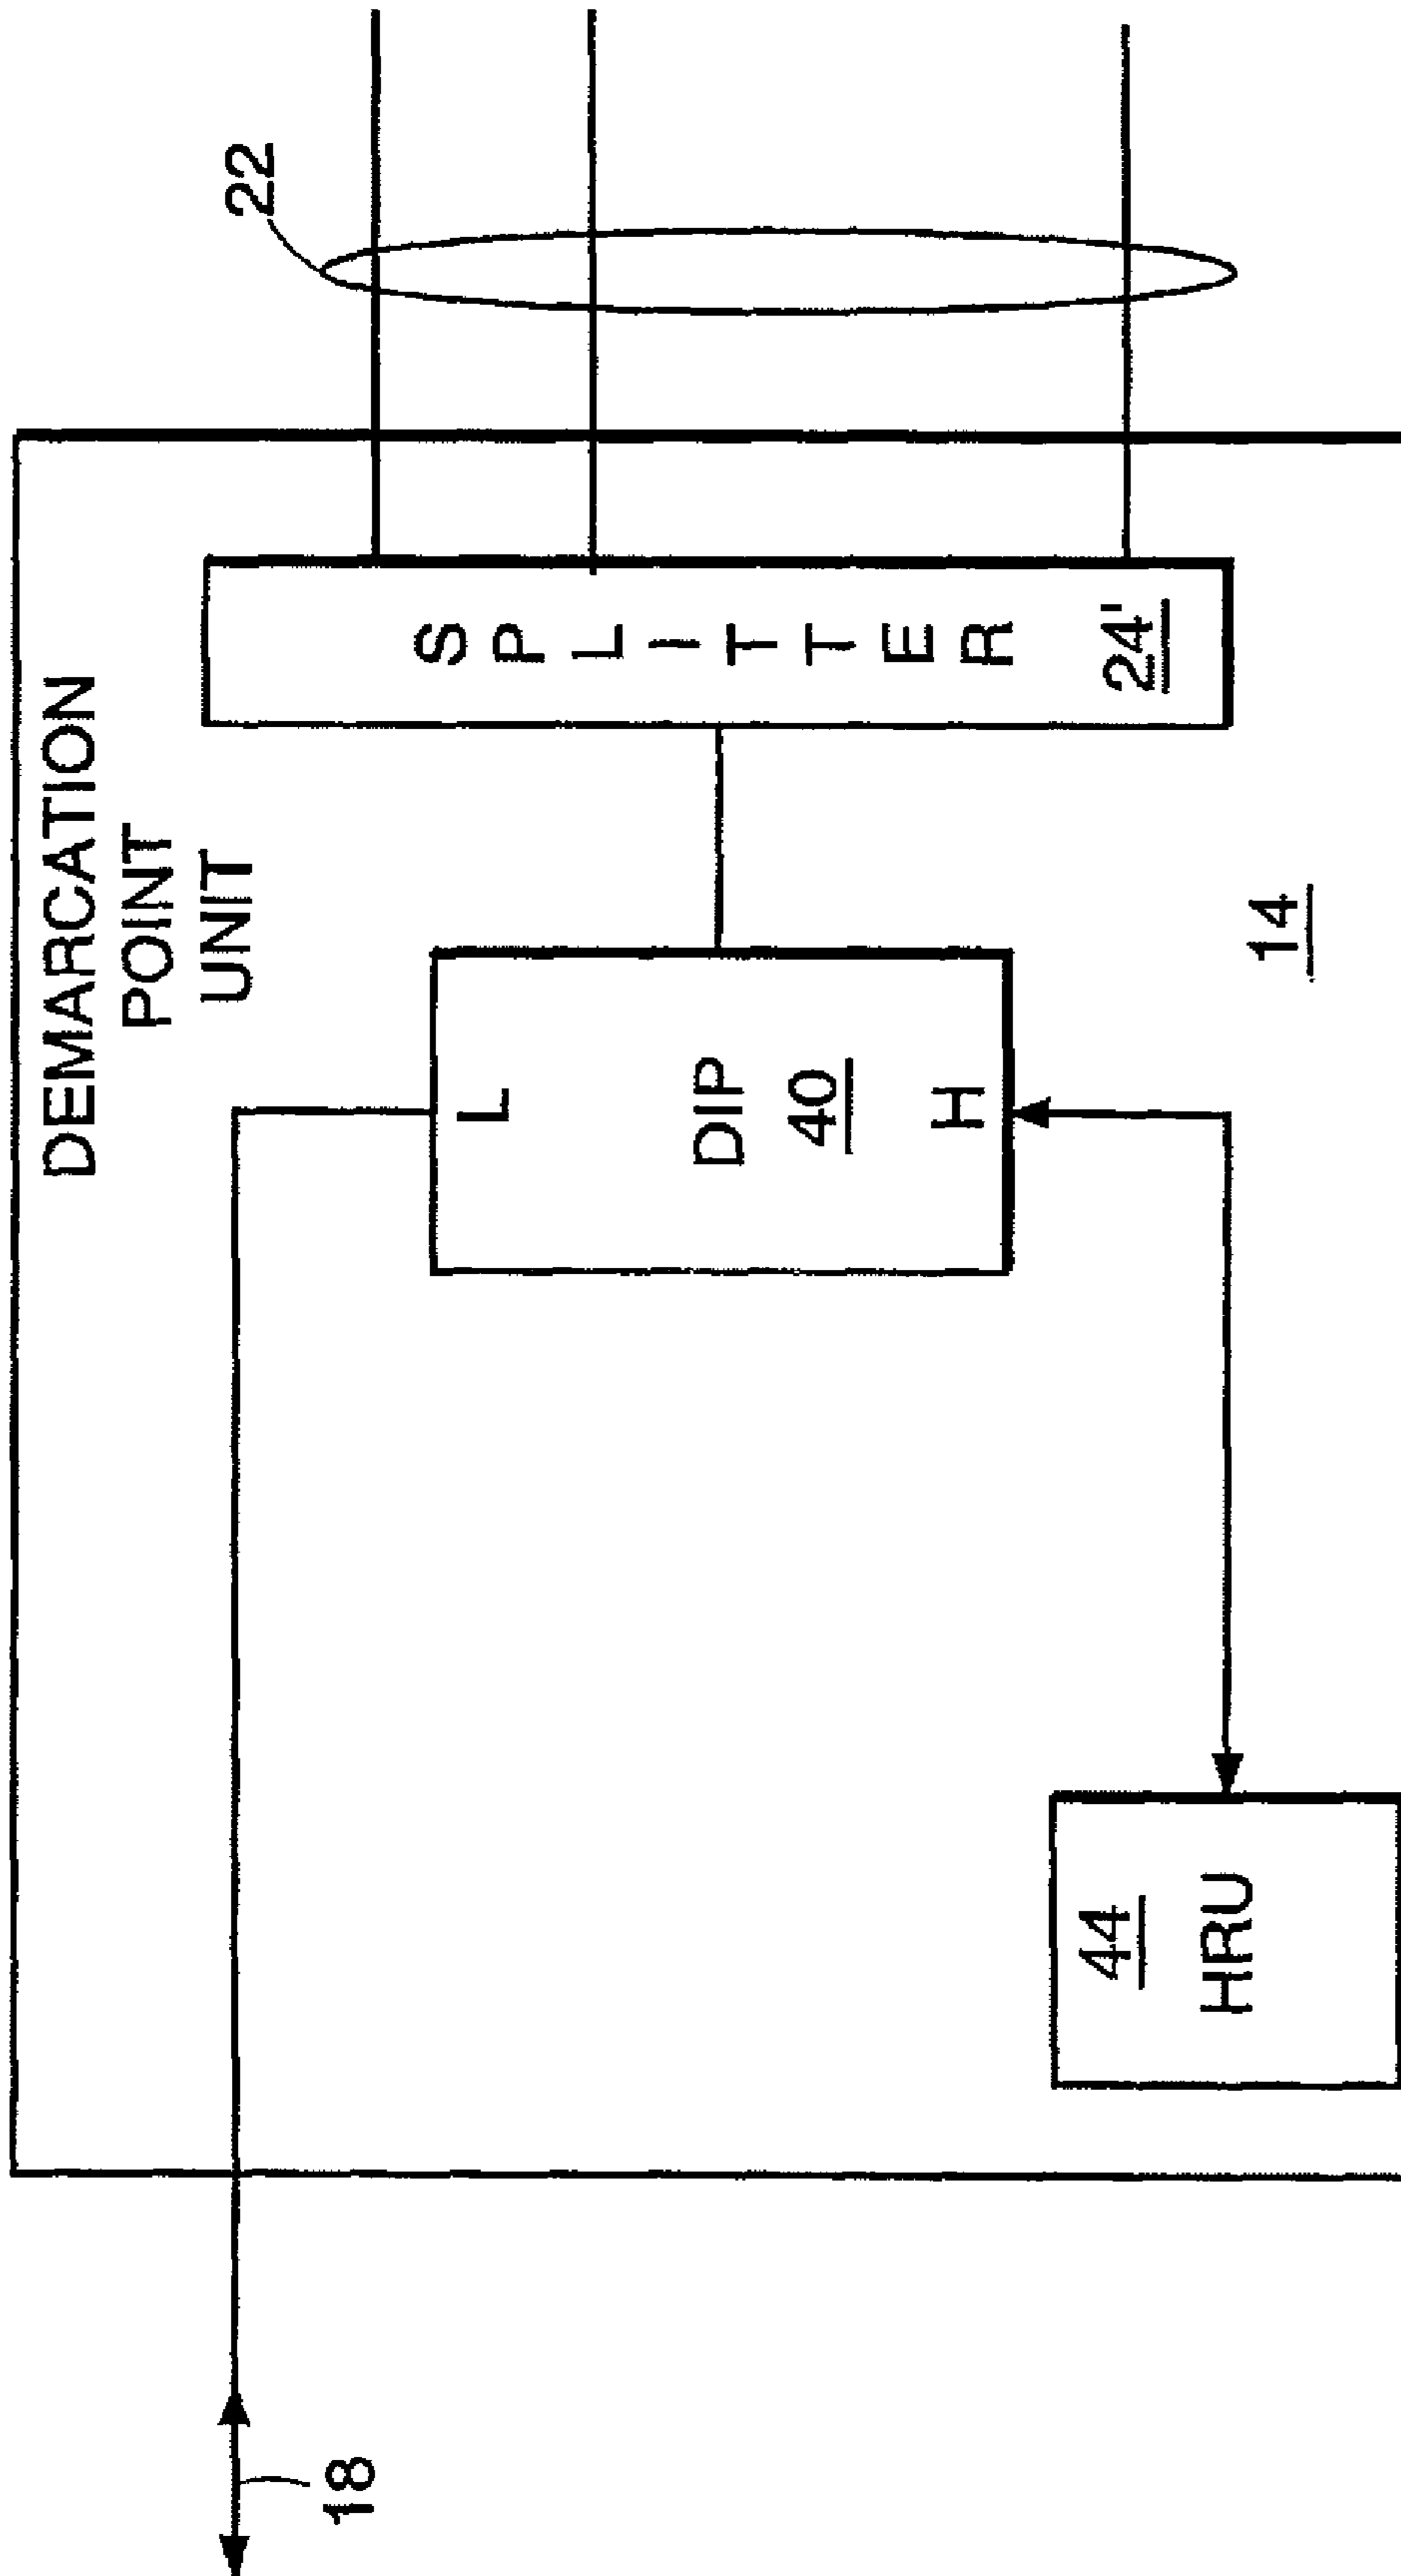 DEMARCATION
POINT
UNIT
22
18
L
DIP
40
H
SPLITTER
24'
44
HRU
14